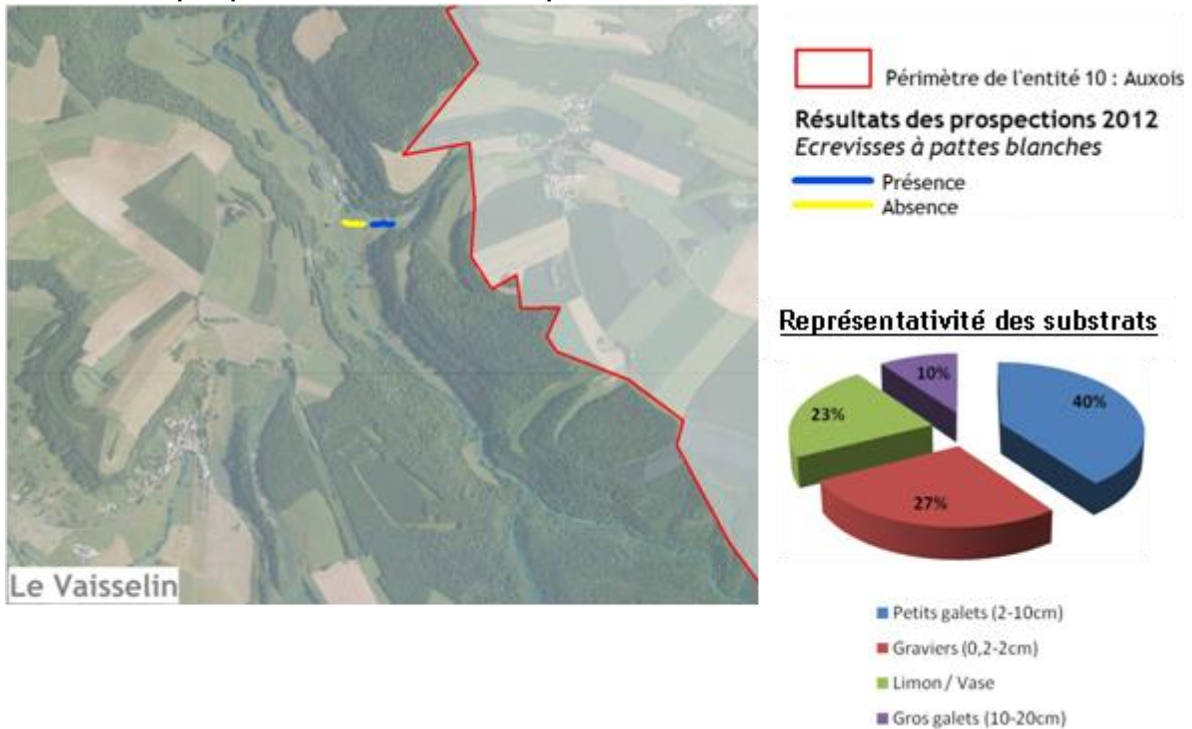 Périmètre de l'entité 10 : Auxois
Résultats des prospections 2012
Ecrevisses à pattes blanches
Présence
Absence
Le Vaisselin
Représentativité des substrats
10%
40%
23%
27%
Petits galets (2-10cm)
Graviers (0,2-2cm)
Limon / Vase
Gros galets (10-20cm)